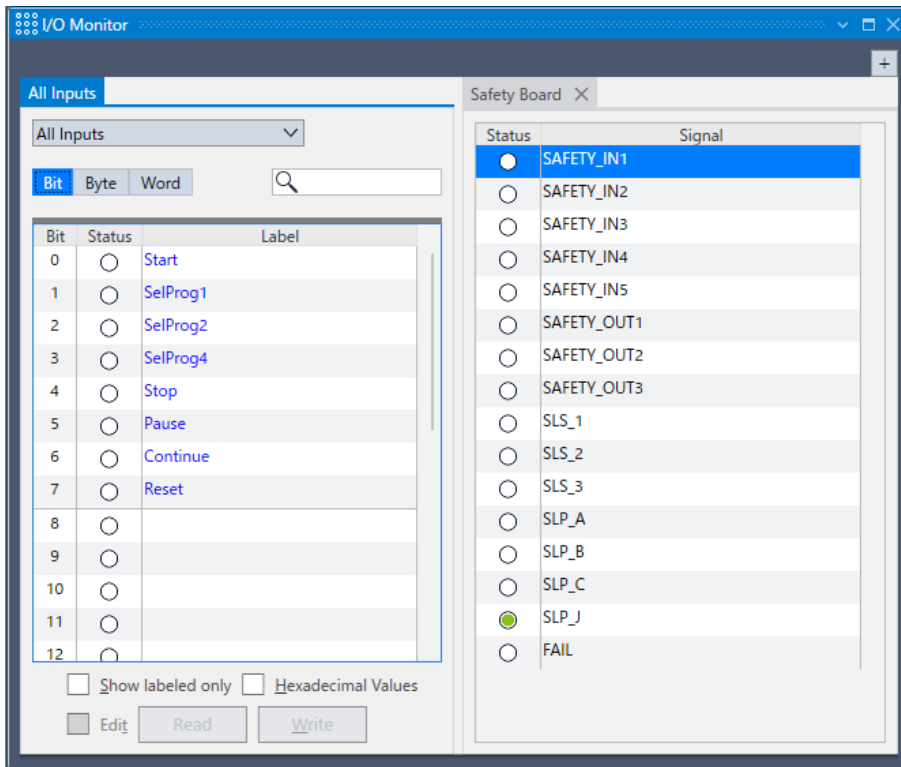 I/O Monitor
+
All Inputs
All Inputs
Bit Byte Word
Bit Status Label
0 Start
1 SelProg1
2 SelProg2
3 SelProg4
4 Stop
5 Pause
6 Continue
7 Reset
8
9
10
11
12
Show labeled only Hexadecimal Values
Edit Read Write
Safety Board
Status Signal
SAFETY_IN1
SAFETY_IN2
SAFETY_IN3
SAFETY_IN4
SAFETY_IN5
SAFETY_OUT1
SAFETY_OUT2
SAFETY_OUT3
SLS_1
SLS_2
SLS_3
SLP_A
SLP_B
SLP_C
SLP_J
FAIL